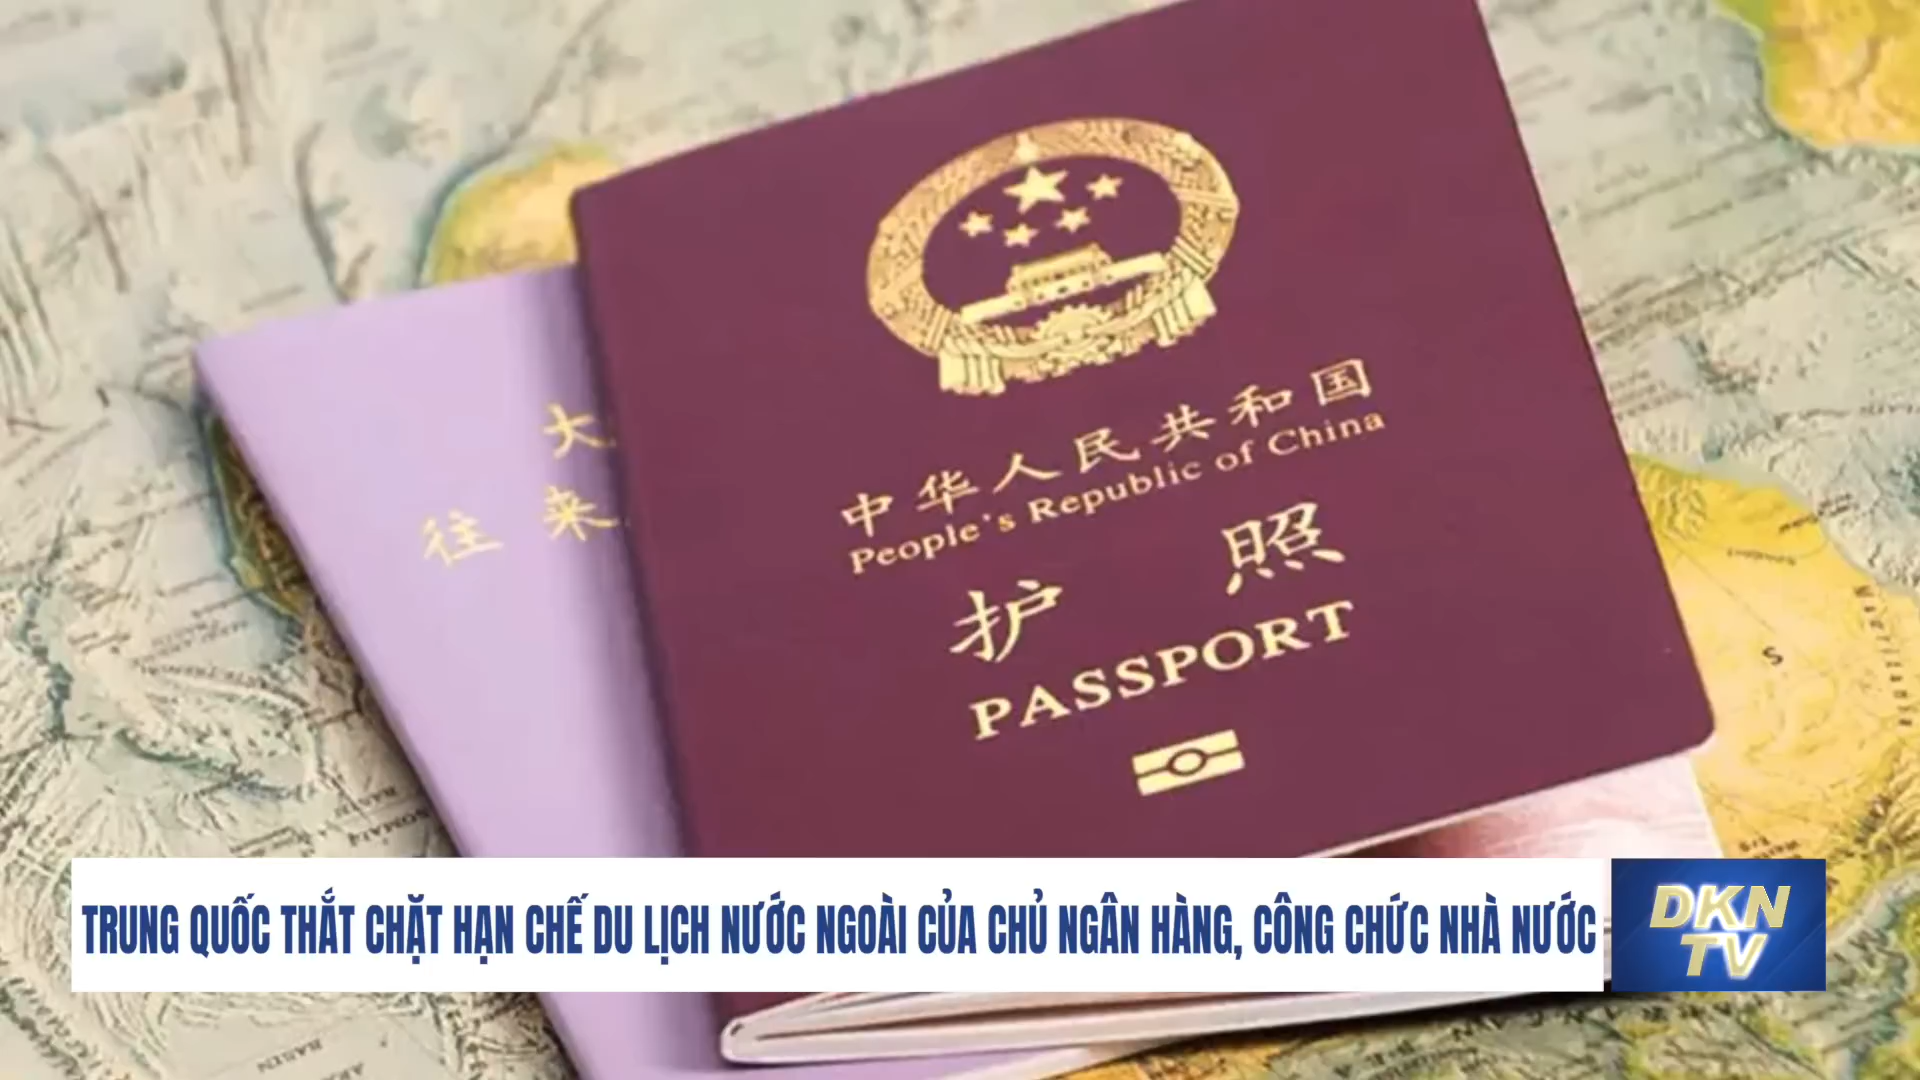 大
往来
中华人民共和国
People's Republic of China
护照
PASSPORT
S
TRUNG QUỐC THẮT CHẶT HẠN CHẾ DU LỊCH NƯỚC NGOÀI CỦA CHỦ NGÂN HÀNG, CÔNG CHỨC NHÀ NƯỚC
DKN
TV